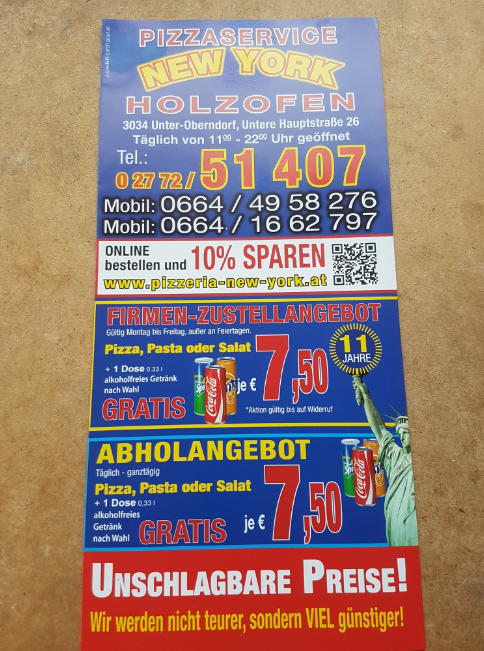 PIZZASERVICE
NEW YORK
HOLZOFEN
3034 Unter-Oberndorf, Untere Hauptstraße 26
Täglich von 11⁰⁰ - 22⁰⁰ Uhr geöffnet
Tel.:
0 27 72 / 51 407
Mobil: 0664 / 49 58 276
Mobil: 0664 / 16 62 797
ONLINE
bestellen und 10% SPAREN
www.pizzeria-new-york.at
FIRMEN-ZUSTELLANGEBOT
Gültig Montag bis Freitag, außer an Feiertagen.
Pizza, Pasta oder Salat
+ 1 Dose 0,33 l
alkoholfreies Getränk
nach Wahl
GRATIS
je € 7,50
*Aktion gültig bis auf Widerruf
11
JAHRE
Coca-Cola
ABHOLANGEBOT
Täglich - ganztägig
Pizza, Pasta oder Salat
+ 1 Dose 0,33 l
alkoholfreies
Getränk
nach Wahl
GRATIS
je € 7,50
Coca-Cola
UNSCHLAGBARE PREISE!
Wir werden nicht teurer, sondern VIEL günstiger!